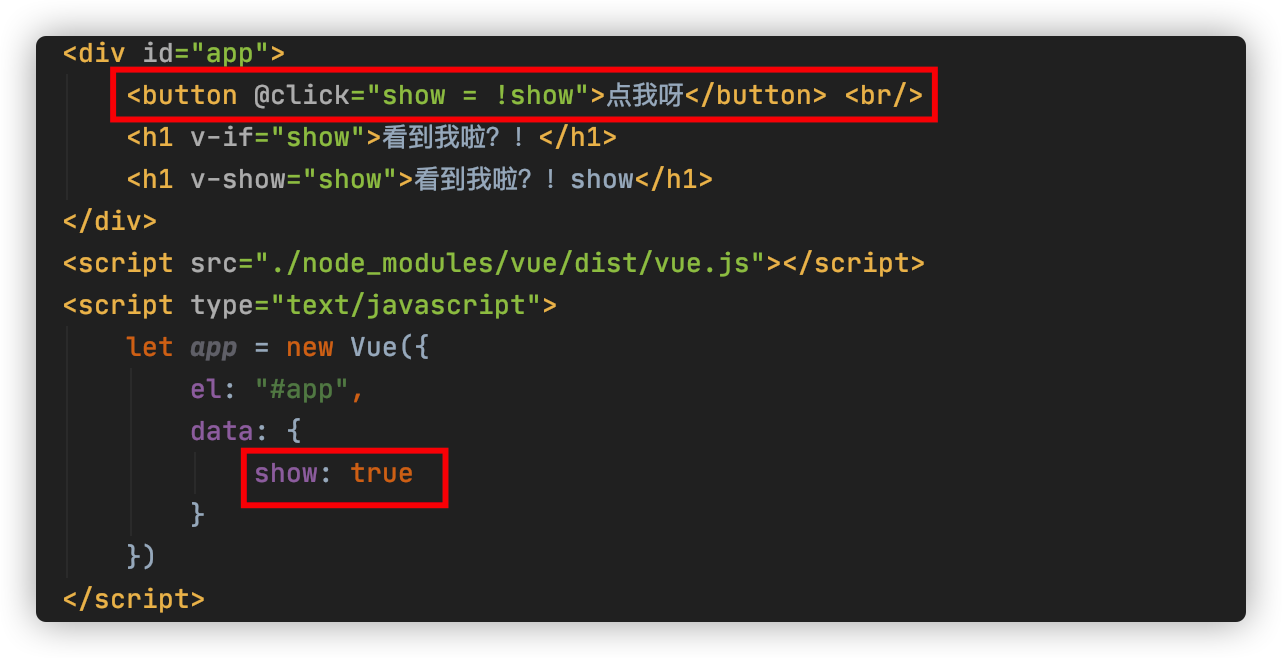 <div id="app">
<button @click="show = !show">点我呀</button> <br/>
<h1 v-if="show">看到我啦？！</h1>
<h1 v-show="show">看到我啦？！show</h1>
</div>
<script src="./node_modules/vue/dist/vue.js"></script>
<script type="text/javascript">
let app = new Vue({
el: "#app",
data: {
show: true
}
})
</script>